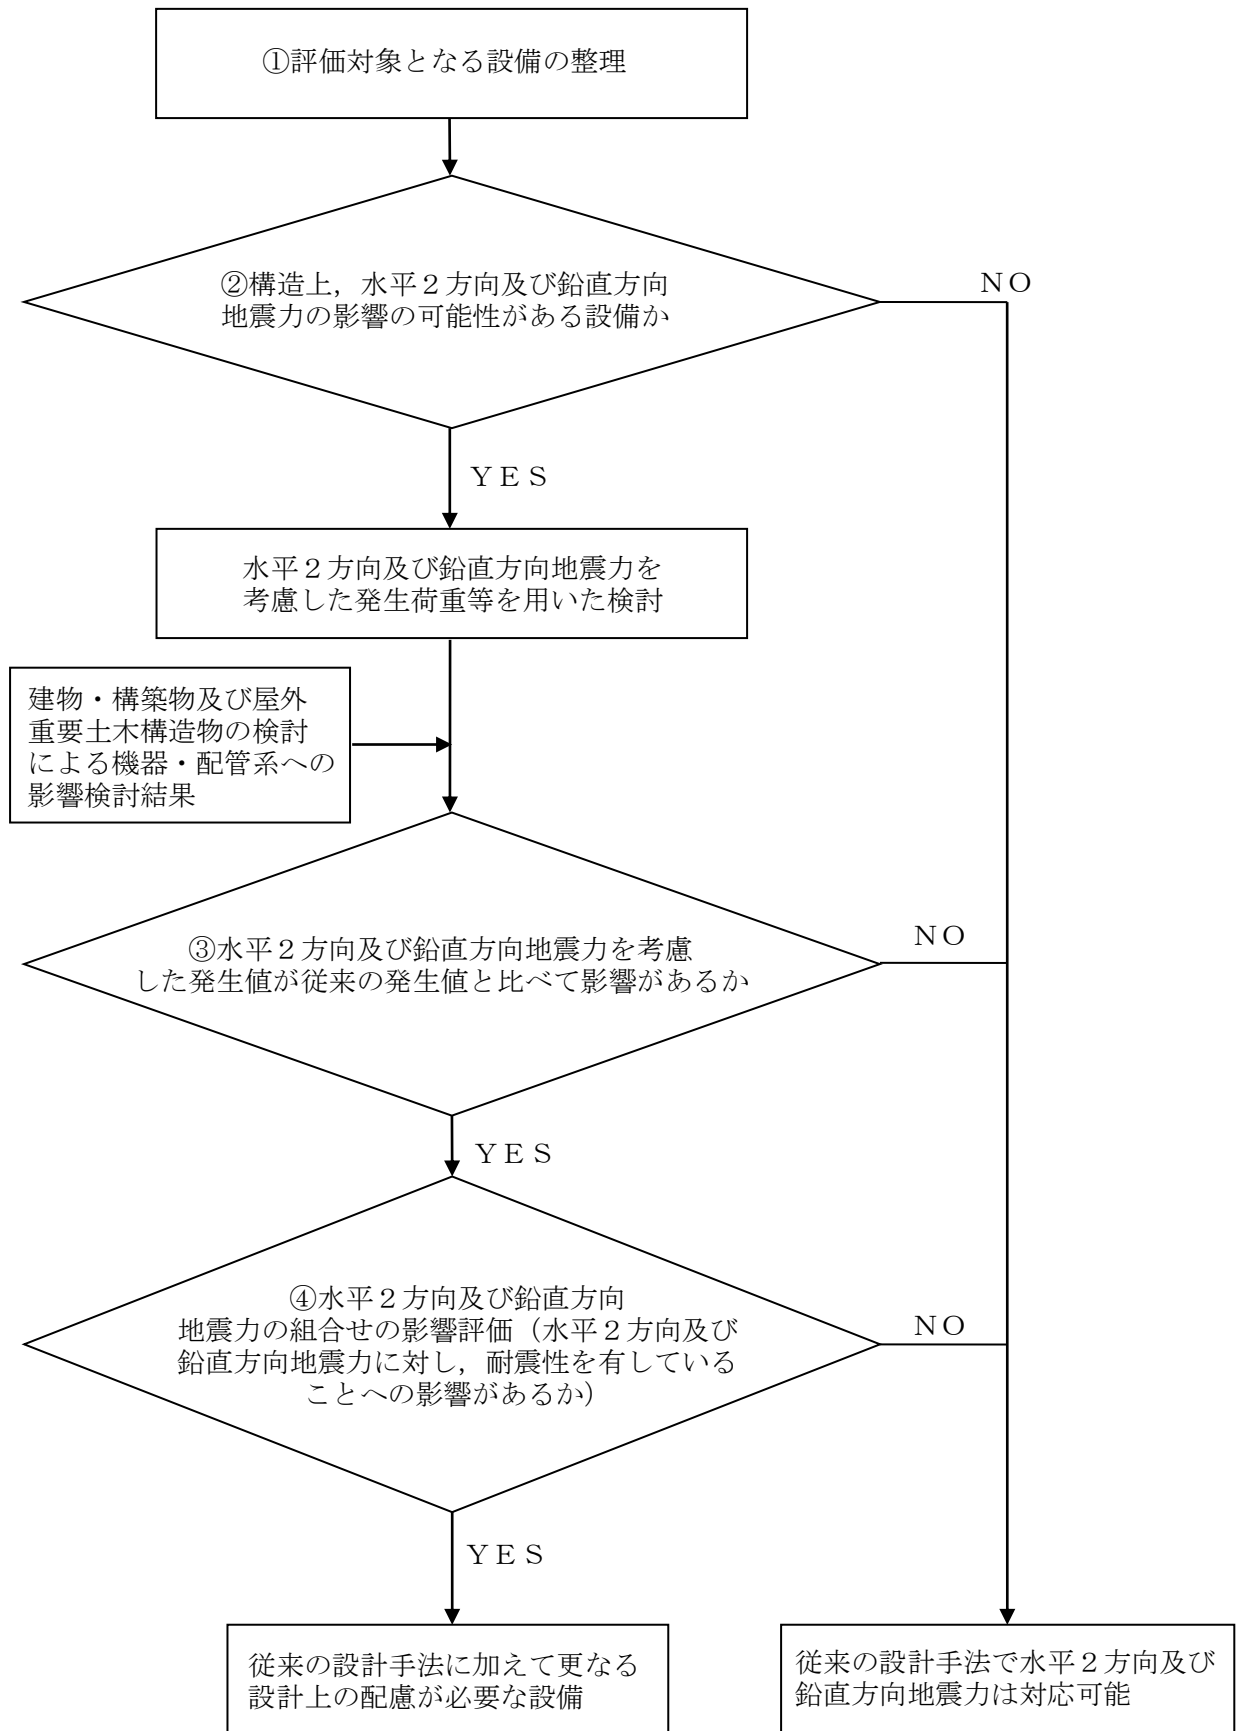 ①評価対象となる設備の整理
②構造上，水平２方向及び鉛直方向
地震力の影響の可能性がある設備か
ＮＯ
ＹＥＳ
水平２方向及び鉛直方向地震力を
考慮した発生荷重等を用いた検討
建物・構築物及び屋外
重要土木構造物の検討
による機器・配管系への
影響検討結果
③水平２方向及び鉛直方向地震力を考慮
した発生値が従来の発生値と比べて影響があるか
ＮＯ
ＹＥＳ
④水平２方向及び鉛直方向
地震力の組合せの影響評価（水平２方向及び
鉛直方向地震力に対し，耐震性を有している
ことへの影響があるか）
ＮＯ
ＹＥＳ
従来の設計手法に加えて更なる
設計上の配慮が必要な設備
従来の設計手法で水平２方向及び
鉛直方向地震力は対応可能